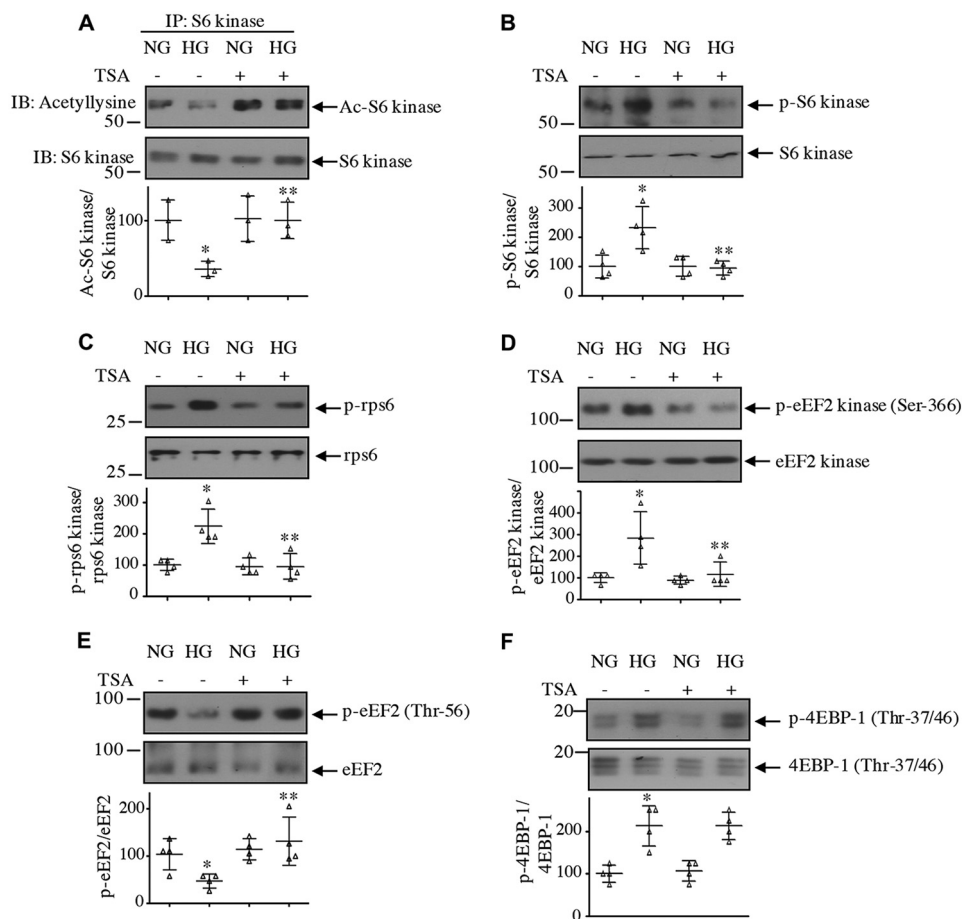 A
IP: S6 kinase
NG HG NG HG
TSA - - + +
IB: Acetyllysine
50
Ac-S6 kinase
IB: S6 kinase
50
S6 kinase
Ac-S6 kinase/
S6 kinase
100
0
*
**
B
NG HG NG HG
TSA - - + +
50
p-S6 kinase
50
S6 kinase
p-S6 kinase/
S6 kinase
300
200
100
0
*
**
C
NG HG NG HG
TSA - - + +
25
p-rps6
25
rps6
p-rps6 kinase/
rps6 kinase
300
200
100
0
*
**
D
NG HG NG HG
TSA - - + +
100
p-eEF2 kinase (Ser-366)
100
eEF2 kinase
p-eEF2 kinase/
eEF2 kinase
400
300
200
100
0
*
**
E
NG HG NG HG
TSA - - + +
100
p-eEF2 (Thr-56)
100
eEF2
p-eEF2/eEF2
200
100
0
*
**
F
NG HG NG HG
TSA - - + +
20
p-4EBP-1 (Thr-37/46)
20
4EBP-1 (Thr-37/46)
p-4EBP-1/
4EBP-1
200
100
0
*